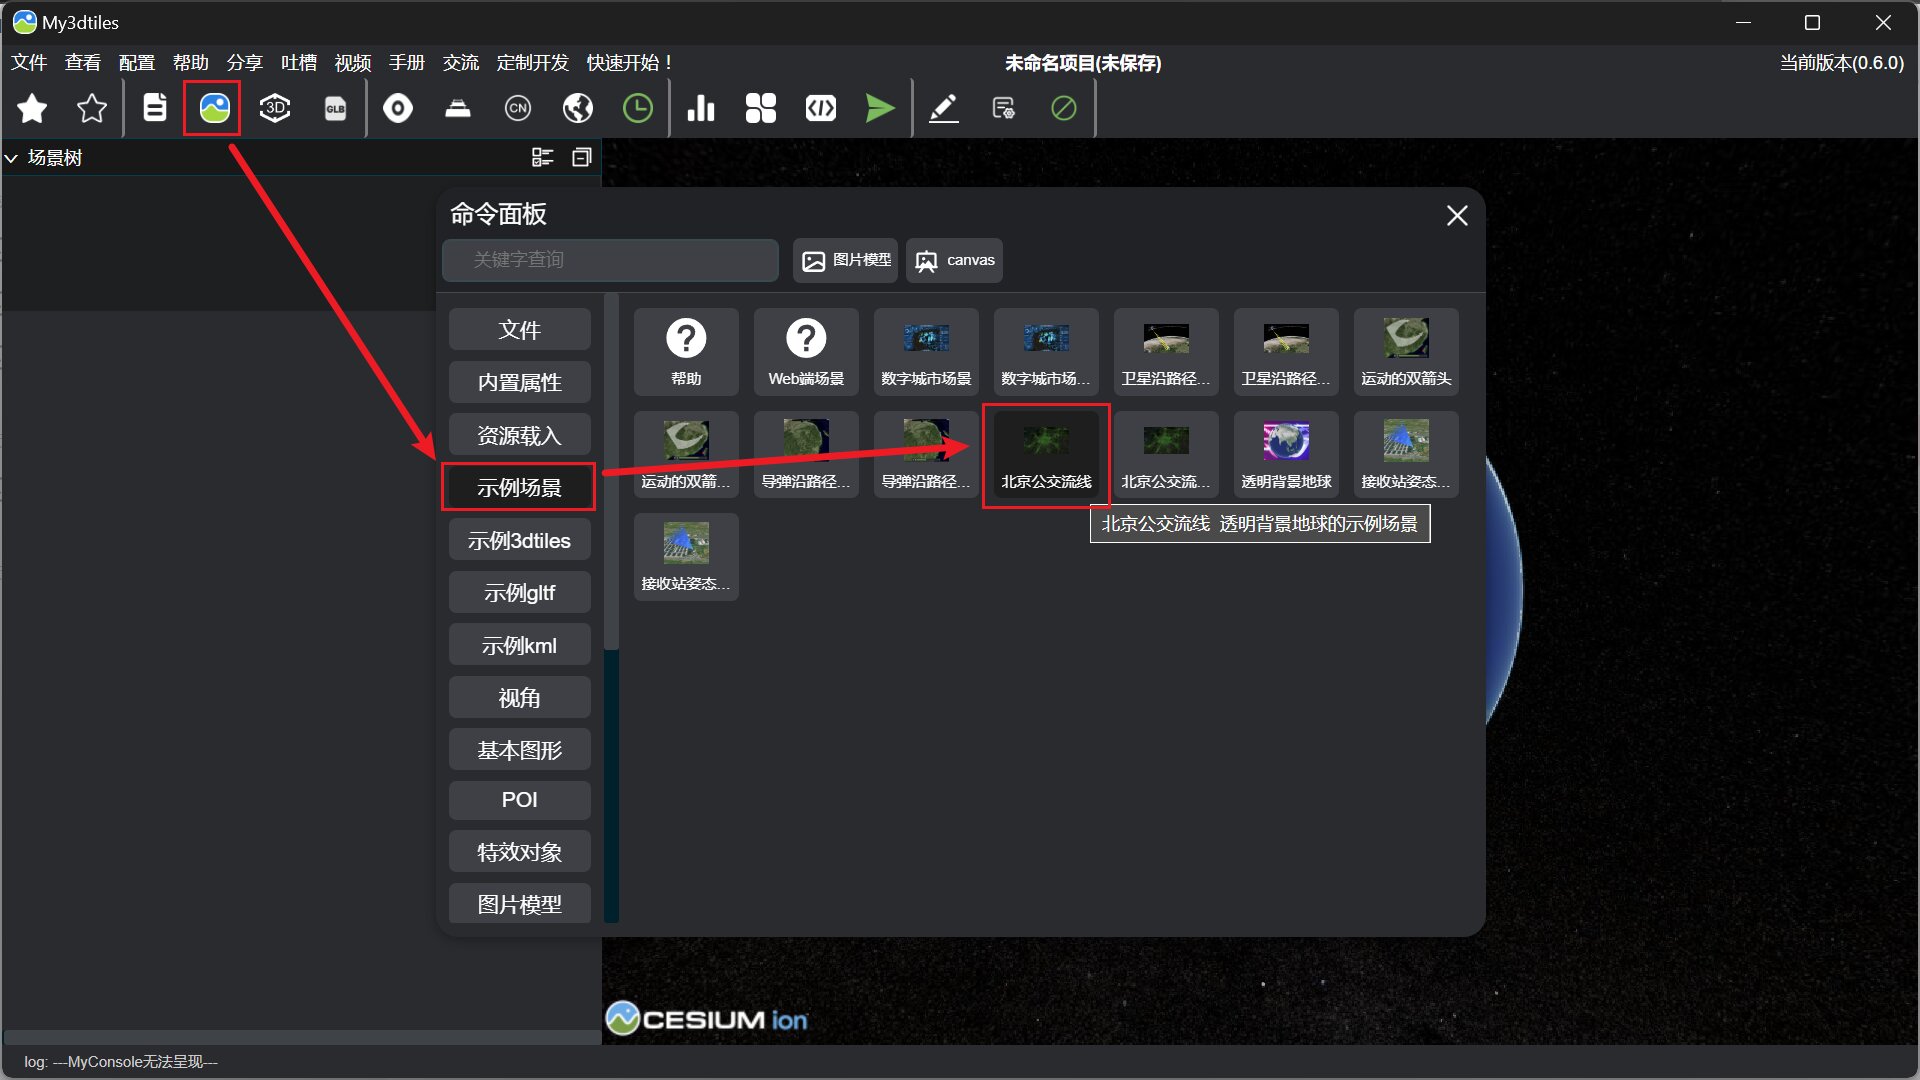 My3dtiles
文件 查看 配置 帮助 分享 吐槽 视频 手册 交流 定制开发 快速开始！ 未命名项目(未保存) 当前版本(0.6.0)
3D GLB CN
场景树
命令面板
关键字查询 图片模型 canvas
文件
内置属性
资源载入
示例场景
示例3dtiles
示例gltf
示例kml
视角
基本图形
POI
特效对象
图片模型
帮助 Web端场景 数字城市场景 数字城市场... 卫星沿路径... 卫星沿路径... 运动的双箭头
运动的双箭... 导弹沿路径... 导弹沿路径... 北京公交流线 北京公交流... 透明背景地球 接收站姿态...
北京公交流线 透明背景地球的示例场景
接收站姿态...
CESIUM ion
log: ---MyConsole无法呈现---